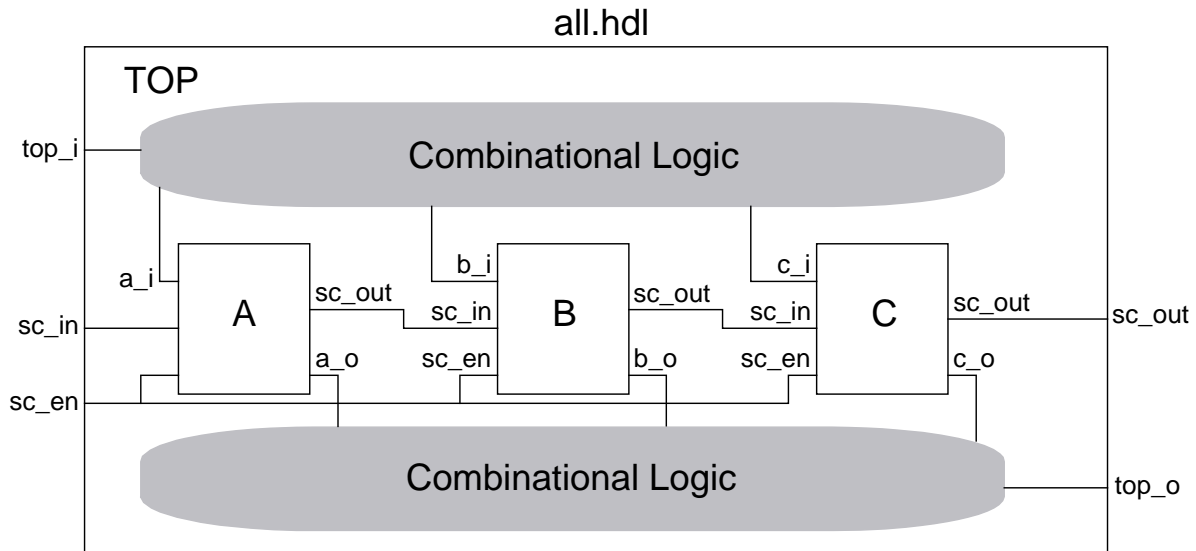 all.hdl
TOP
top_i
Combinational Logic
a_i
b_i
c_i
A
sc_out
sc_in
B
sc_out
sc_in
C
sc_out
sc_in
sc_out
a_o
sc_en
b_o
sc_en
c_o
sc_en
Combinational Logic
top_o